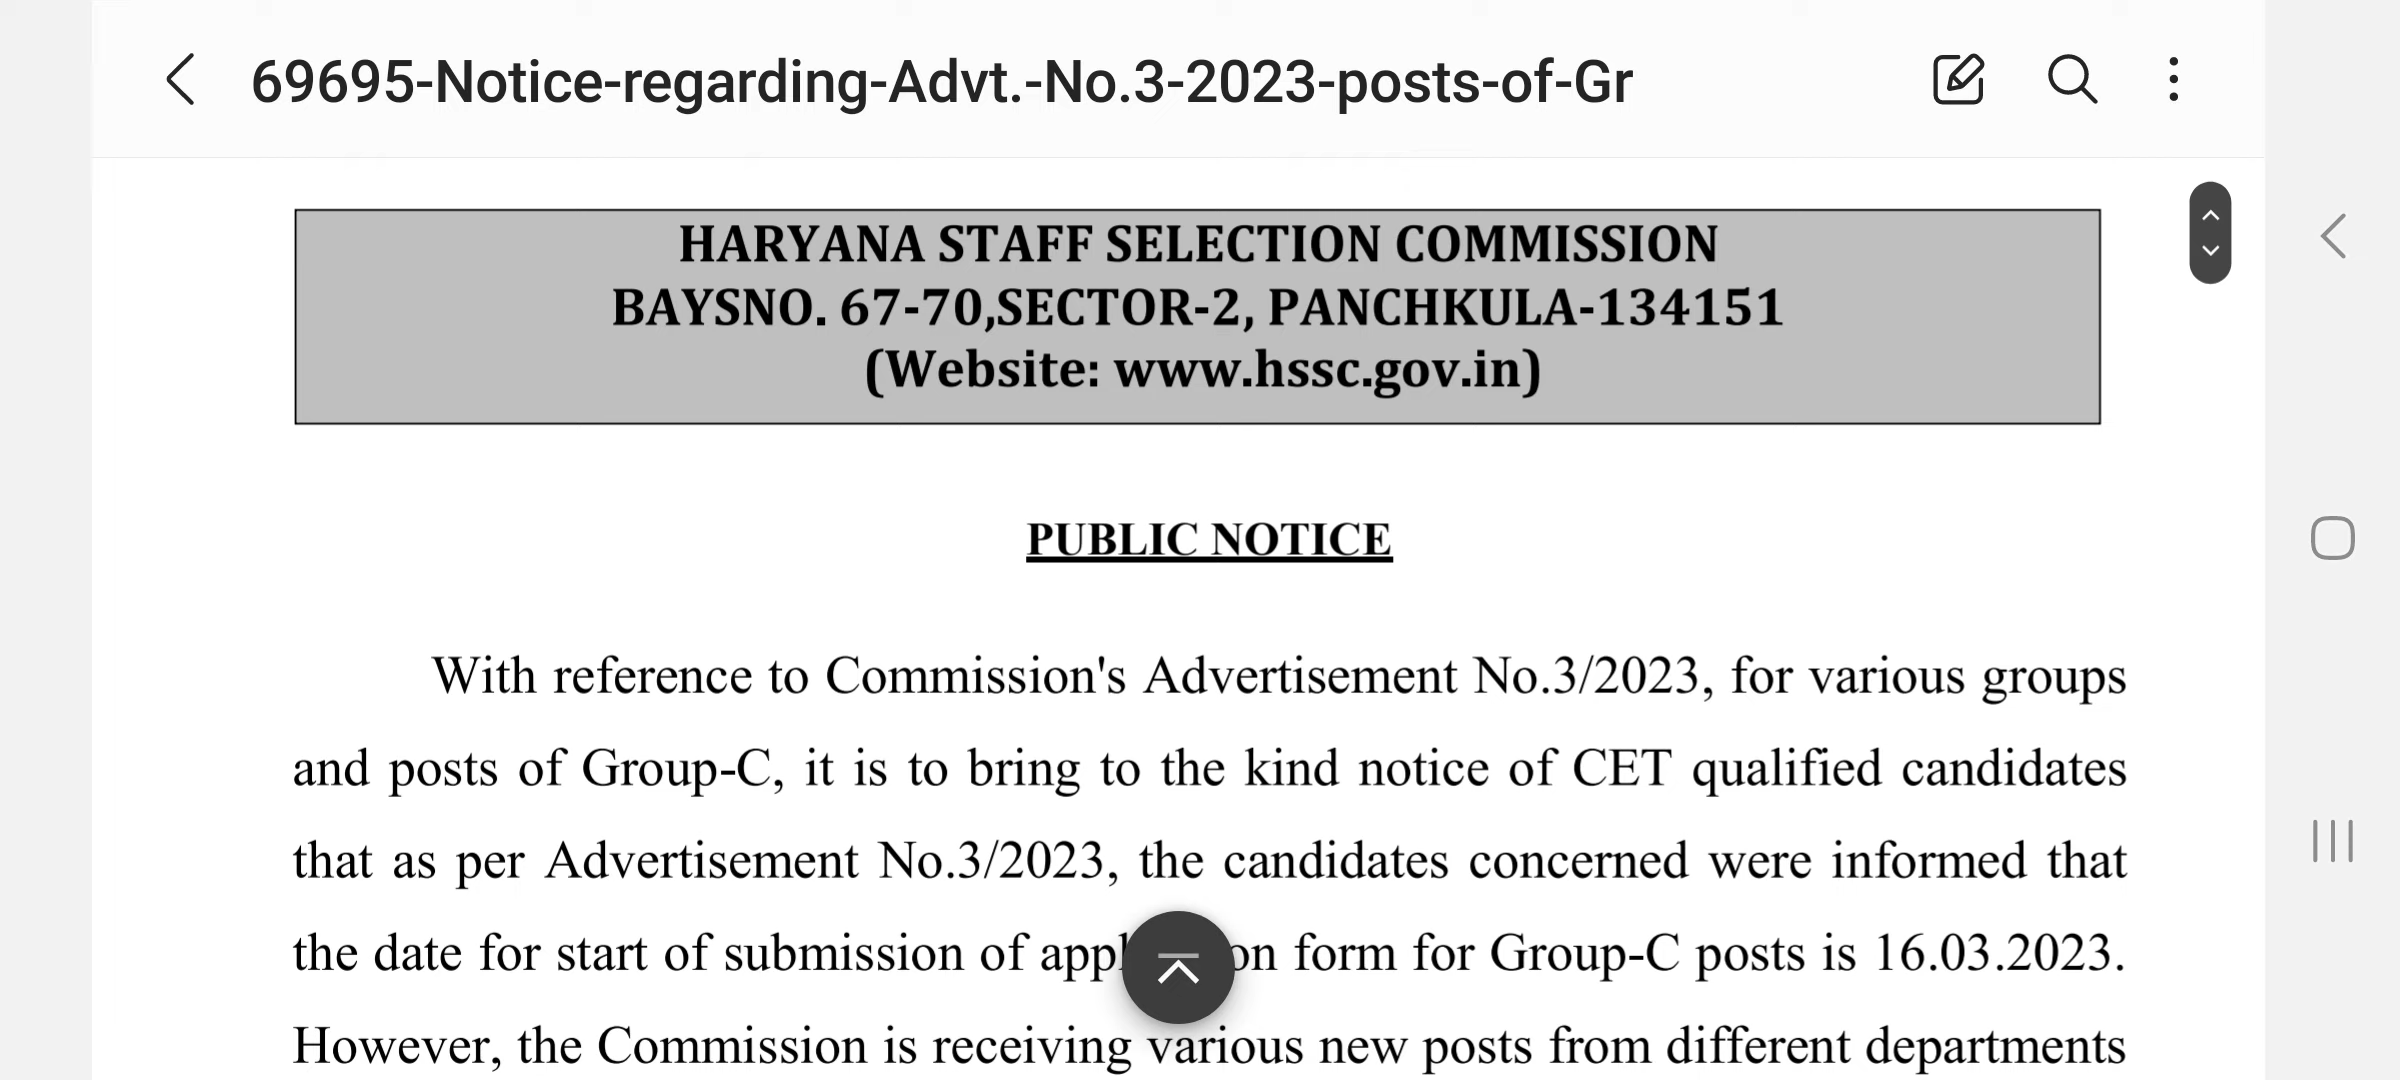 69695-Notice-regarding-Advt.-No.3-2023-posts-of-Gr
HARYANA STAFF SELECTION COMMISSION
BAYSNO. 67-70,SECTOR-2, PANCHKULA-134151
(Website: www.hssc.gov.in)
PUBLIC NOTICE
With reference to Commission's Advertisement No.3/2023, for various groups
and posts of Group-C, it is to bring to the kind notice of CET qualified candidates
that as per Advertisement No.3/2023, the candidates concerned were informed that
the date for start of submission of form for Group-C posts is 16.03.2023.
However, the Commission is receiving various new posts from different departments